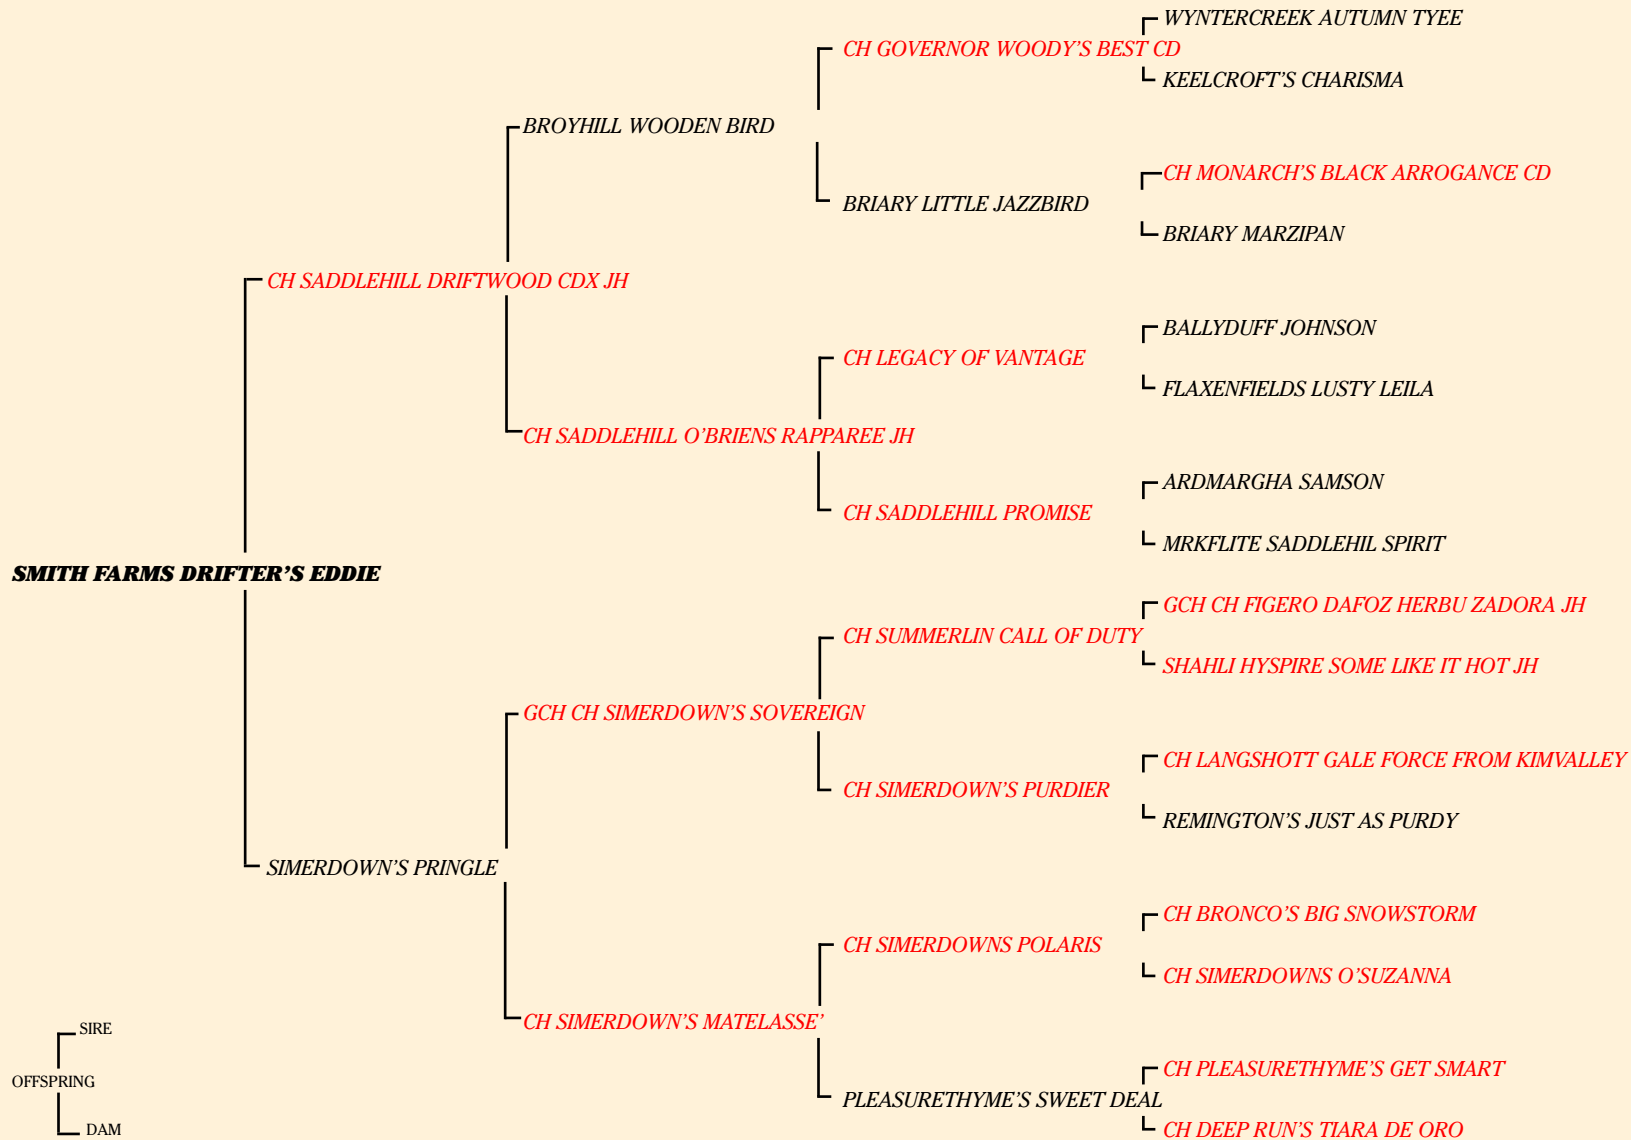 WYNTERCREEK AUTUMN TYEE
CH GOVERNOR WOODY'S BEST CD
KEELCROFT'S CHARISMA
BROYHILL WOODEN BIRD
CH MONARCH'S BLACK ARROGANCE CD
BRIARY LITTLE JAZZBIRD
BRIARY MARZIPAN
CH SADDLEHILL DRIFTWOOD CDX JH
BALLYDUFF JOHNSON
CH LEGACY OF VANTAGE
FLAXENFIELDS LUSTY LEILA
CH SADDLEHILL O'BRIENS RAPPAREE JH
ARDMARGHA SAMSON
CH SADDLEHILL PROMISE
MRKFLITE SADDLEHIL SPIRIT
SMITH FARMS DRIFTER'S EDDIE
GCH CH FIGERO DAFOZ HERBU ZADORA JH
CH SUMMERLIN CALL OF DUTY
SHAHLI HYSPIRE SOME LIKE IT HOT JH
GCH CH SIMERDOWN'S SOVEREIGN
CH LANGSHOTT GALE FORCE FROM KIMVALLEY
CH SIMERDOWN'S PURDIER
REMINGTON'S JUST AS PURDY
SIMERDOWN'S PRINGLE
CH BRONCO'S BIG SNOWSTORM
CH SIMERDOWNS POLARIS
CH SIMERDOWNS O'SUZANNA
CH SIMERDOWN'S MATELASSE'
CH PLEASURETHYME'S GET SMART
PLEASURETHYME'S SWEET DEAL
CH DEEP RUN'S TIARA DE ORO
SIRE
OFFSPRING
DAM